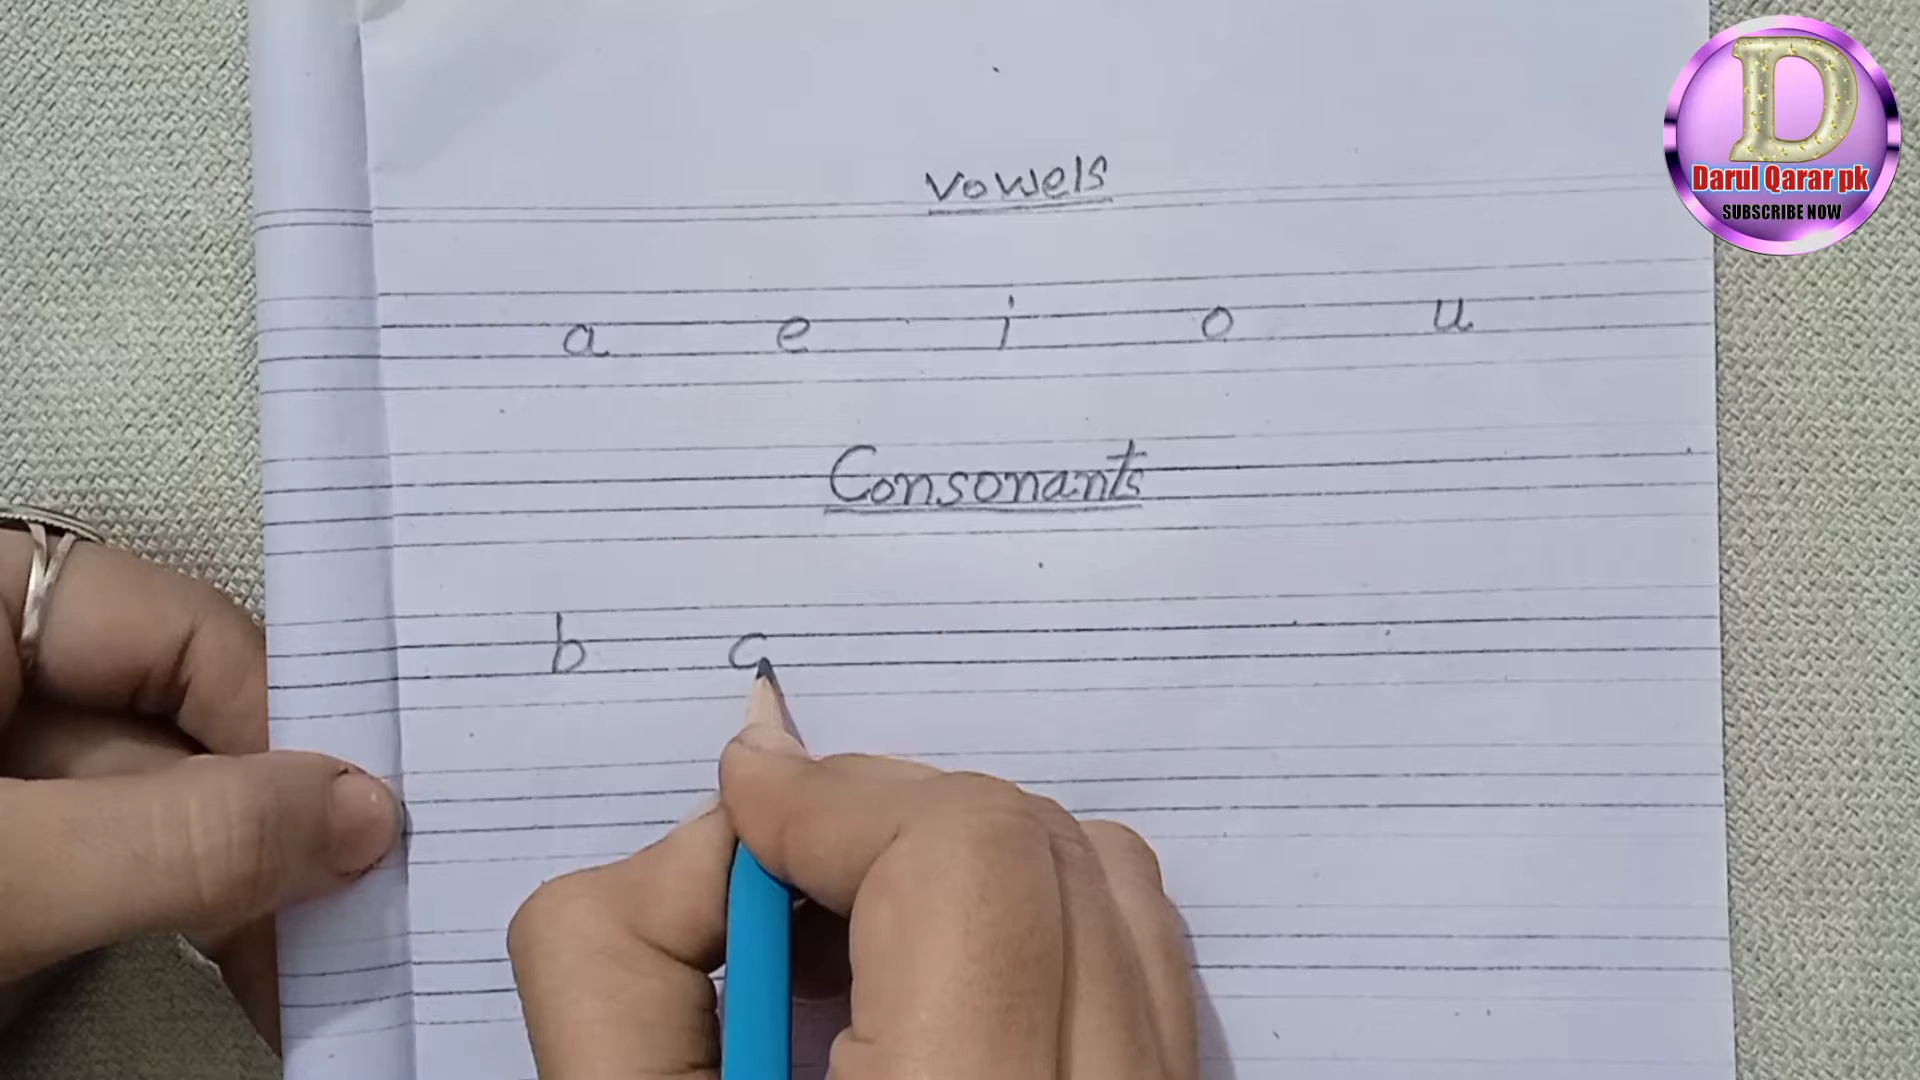 Vowels
a e i o u
Consonants
b c
D
Darul Qarar pk
SUBSCRIBE NOW